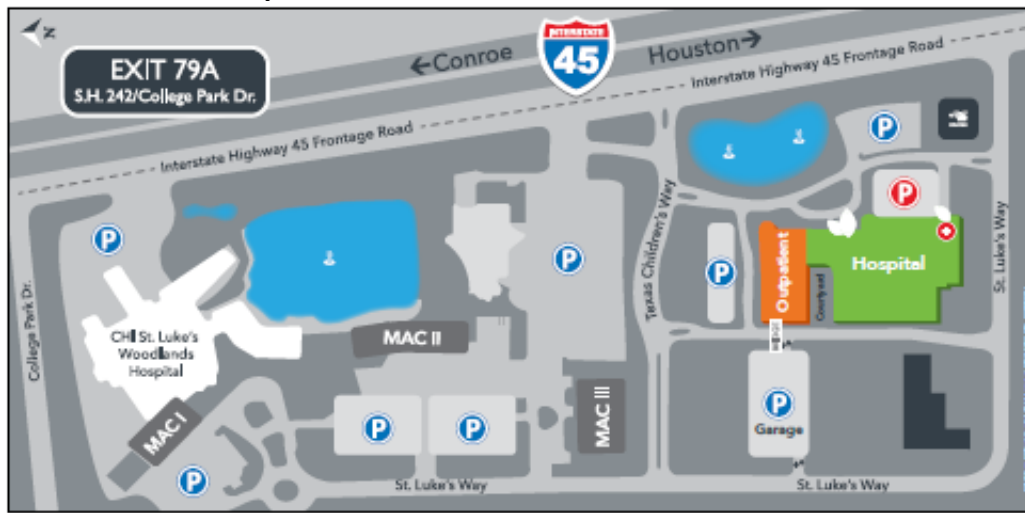 N
EXIT 79A
S.H. 242/College Park Dr.
←Conroe
INTERSTATE
45
Houston→
Interstate Highway 45 Frontage Road
Interstate Highway 45 Frontage Road
P
P
P
P
P
College Park Dr.
Texas Children's Way
St. Luke's Way
Outpatient
Courtyard
Hospital
CHI St. Luke's
Woodlands
Hospital
MAC II
MAC I
MAC III
BRIDGE
P
P
P
P
Garage
St. Luke's Way
St. Luke's Way